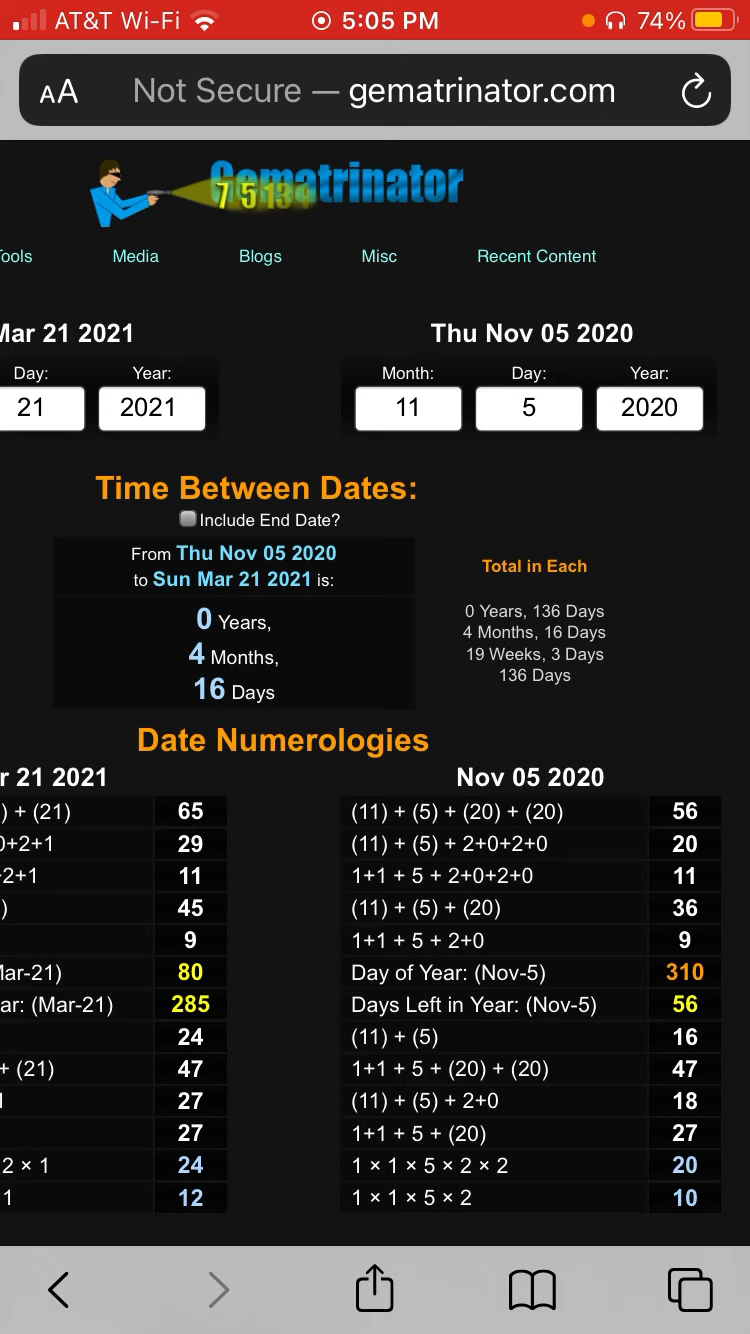 AT&T Wi-Fi 5:05 PM 74%
AA Not Secure — gematrinator.com
Gematrinator
7 5 13
ools Media Blogs Misc Recent Content
Mar 21 2021 Thu Nov 05 2020
Day: Year: Month: Day: Year:
21 2021 11 5 2020
Time Between Dates:
Include End Date?
From Thu Nov 05 2020
to Sun Mar 21 2021 is:
0 Years,
4 Months,
16 Days
Total in Each
0 Years, 136 Days
4 Months, 16 Days
19 Weeks, 3 Days
136 Days
Date Numerologies
r 21 2021 Nov 05 2020
) + (21) 65 (11) + (5) + (20) + (20) 56
0+2+1 29 (11) + (5) + 2+0+2+0 20
+2+1 11 1+1 + 5 + 2+0+2+0 11
) 45 (11) + (5) + (20) 36
9 1+1 + 5 + 2+0 9
Mar-21) 80 Day of Year: (Nov-5) 310
ar: (Mar-21) 285 Days Left in Year: (Nov-5) 56
24 (11) + (5) 16
+ (21) 47 1+1 + 5 + (20) + (20) 47
1 27 (11) + (5) + 2+0 18
27 1+1 + 5 + (20) 27
2 × 1 24 1 × 1 × 5 × 2 × 2 20
1 12 1 × 1 × 5 × 2 10